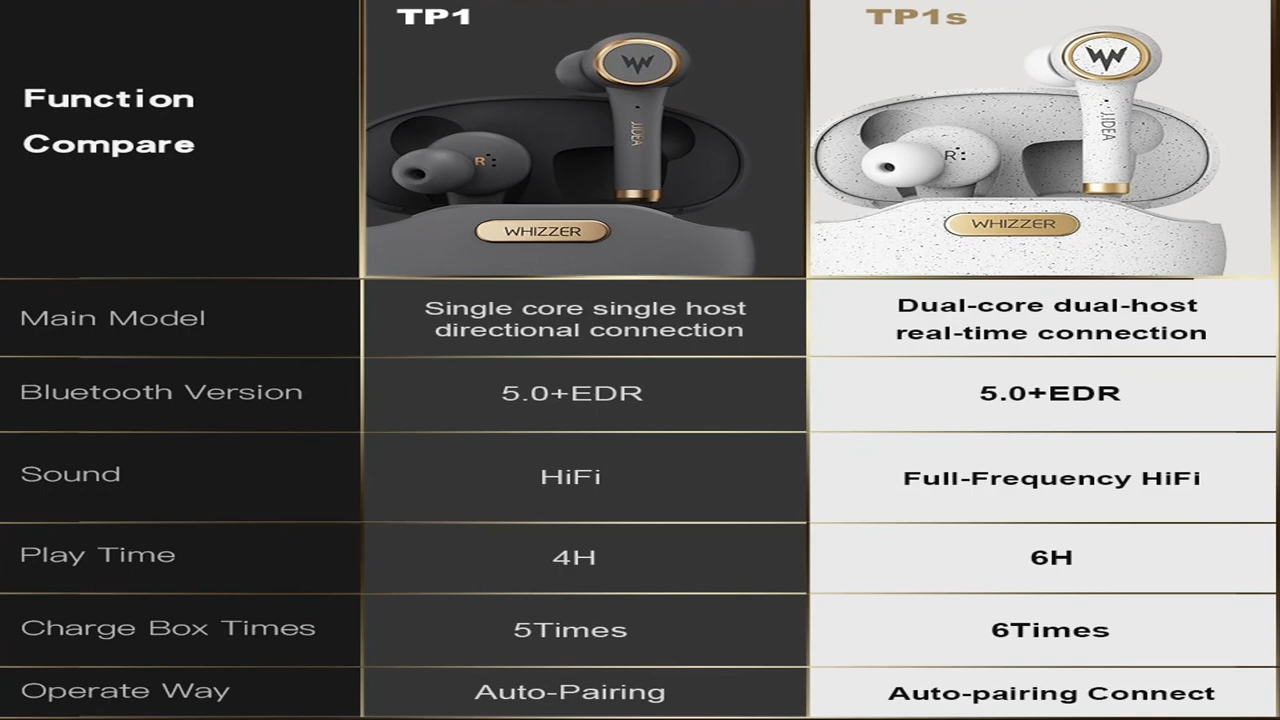 TP1
TP1s
Function
Compare
R
JJDEA
WHIZZER
R
JJDEA
WHIZZER
Main Model
Single core single host
directional connection
Dual-core dual-host
real-time connection
Bluetooth Version
5.0+EDR
5.0+EDR
Sound
HiFi
Full-Frequency HiFi
Play Time
4H
6H
Charge Box Times
5Times
6Times
Operate Way
Auto-Pairing
Auto-pairing Connect